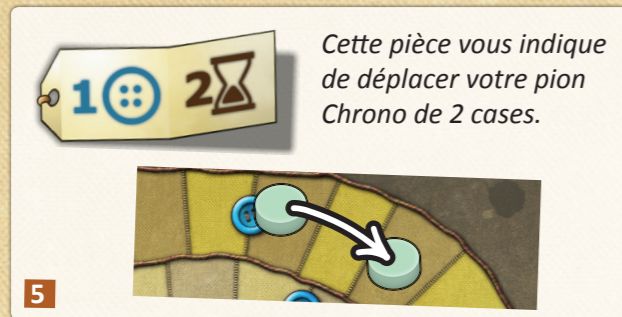 1 2
Cette pièce vous indique
de déplacer votre pion
Chrono de 2 cases.
5